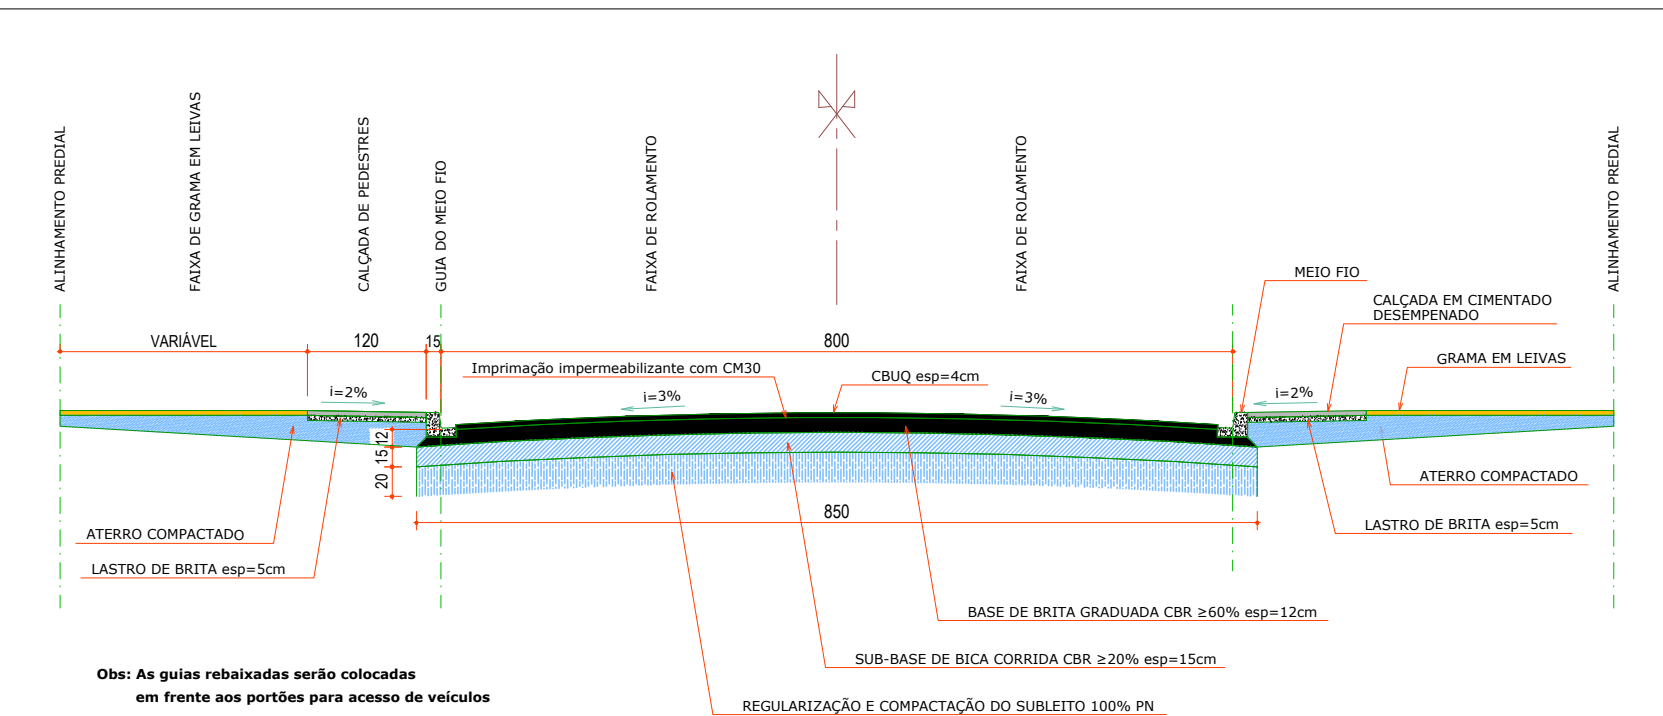 ALINHAMENTO PREDIAL
FAIXA DE GRAMA EM LEIVAS
CALÇADA DE PEDESTRES
GUIA DO MEIO FIO
FAIXA DE ROLAMENTO
FAIXA DE ROLAMENTO
ALINHAMENTO PREDIAL
MEIO FIO
CALÇADA EM CIMENTADO
DESEMPENADO
VARIÁVEL
120
15
800
GRAMA EM LEIVAS
Imprimação impermeabilizante com CM30
CBUQ esp=4cm
i=2%
i=3%
i=3%
i=2%
12
15
20
ATERRO COMPACTADO
850
LASTRO DE BRITA esp=5cm
ATERRO COMPACTADO
LASTRO DE BRITA esp=5cm
BASE DE BRITA GRADUADA CBR ≥60% esp=12cm
SUB-BASE DE BICA CORRIDA CBR ≥20% esp=15cm
Obs: As guias rebaixadas serão colocadas
em frente aos portões para acesso de veículos
REGULARIZAÇÃO E COMPACTAÇÃO DO SUBLEITO 100% PN